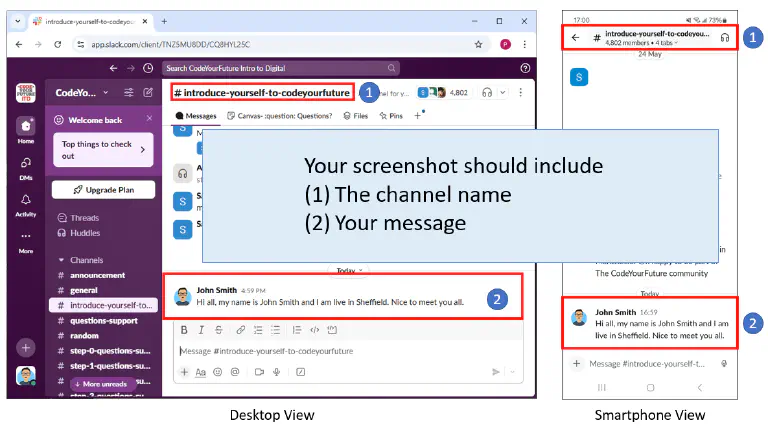 introduce-yourself-to-codeyour
app.slack.com/client/TNZ5MU8DD/CQ8HYL25C
Search CodeYourFuture Intro to Digital
CodeYo...
# introduce-yourself-to-codeyourfuture
1
nel for y...
4,802
Messages
Canvas- :question: Questions?
Files
Pins
Welcome back
Top things to check
out
Upgrade Plan
Home
DMs
Activity
More
Threads
Huddles
Channels
# announcement
# general
# introduce-yourself-to...
# questions-support
# random
# step-0-questions-su...
# step-1-questions-su...
↓ More unreads
Your screenshot should include
(1) The channel name
(2) Your message
Today
John Smith 4:59 PM
Hi all, my name is John Smith and I am live in Sheffield. Nice to meet you all.
2
Message #introduce-yourself-to-codeyourfuture
Desktop View
17:00
73%
# introduce-yourself-to-codeyou...
4,802 members • 4 tabs
1
24 May
in
The CodeYourFuture community
Today
John Smith 16:59
Hi all, my name is John Smith and I am
live in Sheffield. Nice to meet you all.
2
Message #introduce-yourself-t...
Smartphone View